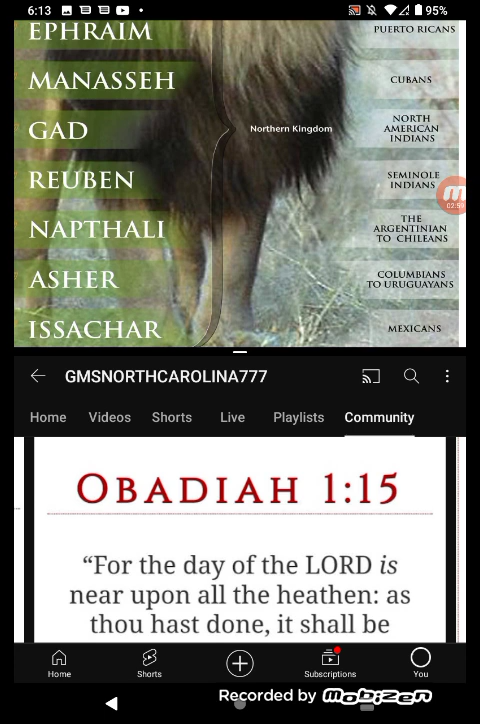 6:13
95%
EPHRAIM
PUERTO RICANS
MANASSEH
CUBANS
GAD
Northern Kingdom
NORTH
AMERICAN
INDIANS
REUBEN
SEMINOLE
INDIANS
02:59
NAPTHALI
THE
ARGENTINIAN
TO CHILEANS
ASHER
COLUMBIANS
TO URUGUAYANS
ISSACHAR
MEXICANS
GMSNORTHCAROLINA777
Home Videos Shorts Live Playlists Community
OBADIAH 1:15
“For the day of the LORD is
near upon all the heathen: as
thou hast done, it shall be
Home Shorts Subscriptions You
Recorded by mobizen